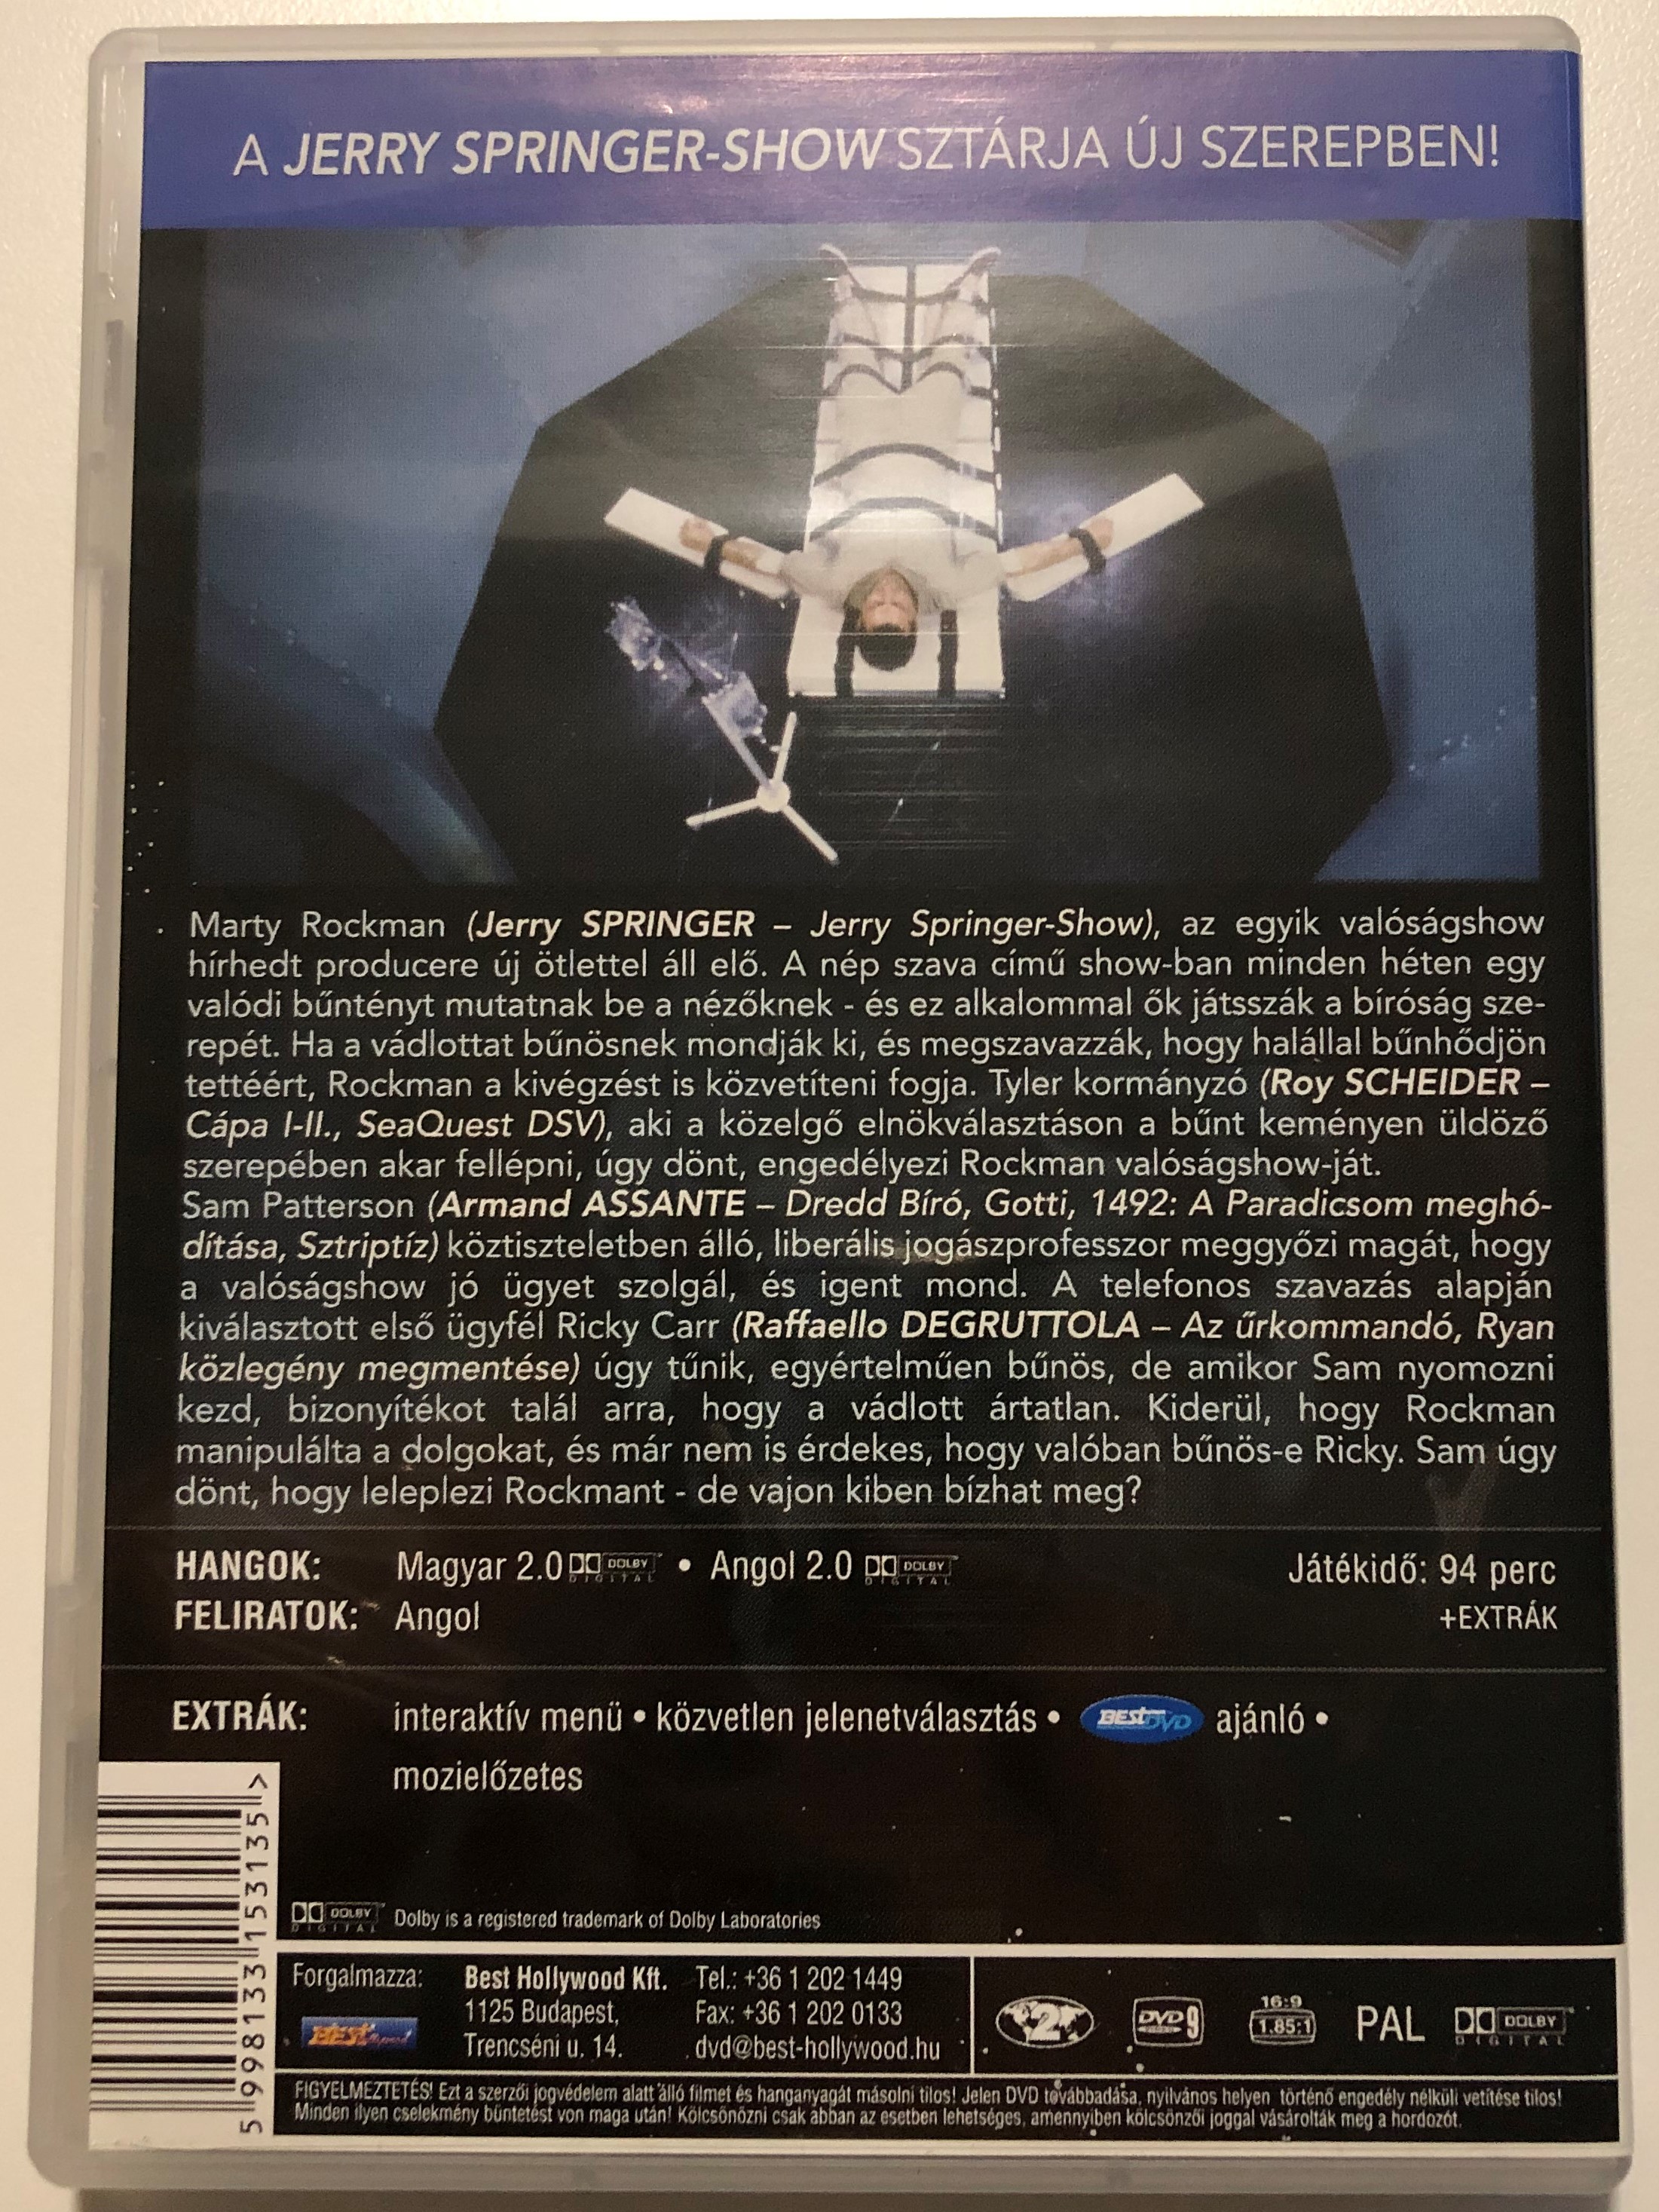 A JERRY SPRINGER-SHOW SZTÁRJA ÚJ SZEREPBEN!
Marty Rockman (Jerry SPRINGER – Jerry Springer-Show), az egyik valóságshow
hírhedt producere új ötlettel áll elő. A nép szava című show-ban minden héten egy
valódi bűntényt mutatnak be a nézőknek - és ez alkalommal ők játsszák a bíróság sze-
repét. Ha a vádlottat bűnösnek mondják ki, és megszavazzák, hogy halállal bűnhődjön
tettéért, Rockman a kivégzést is közvetíteni fogja. Tyler kormányzó (Roy SCHEIDER –
Cápa I-II., SeaQuest DSV), aki a közelgő elnökválasztáson a bűnt keményen üldöző
szerepében akar fellépni, úgy dönt, engedélyezi Rockman valóságshow-ját.
Sam Patterson (Armand ASSANTE – Dredd Bíró, Gotti, 1492: A Paradicsom meghó-
dítása, Sztriptíz) köztiszteletben álló, liberális jogászprofesszor meggyőzi magát, hogy
a valóságshow jó ügyet szolgál, és igent mond. A telefonos szavazás alapján
kiválasztott első ügyfél Ricky Carr (Raffaello DEGRUTTOLA – Az űrkommandó, Ryan
közlegény megmentése) úgy tűnik, egyértelműen bűnös, de amikor Sam nyomozni
kezd, bizonyítékot talál arra, hogy a vádlott ártatlan. Kiderül, hogy Rockman
manipulálta a dolgokat, és már nem is érdekes, hogy valóban bűnös-e Ricky. Sam úgy
dönt, hogy leleplezi Rockmant - de vajon kiben bízhat meg?
HANGOK: Magyar 2.0 DOLBY DIGITAL • Angol 2.0 DOLBY DIGITAL Játékidő: 94 perc
FELIRATOK: Angol +EXTRÁK
EXTRÁK: interaktív menü • közvetlen jelenetválasztás • BEST DVD ajánló •
mozielőzetes
5 998133 153135 >
DOLBY DIGITAL Dolby is a registered trademark of Dolby Laboratories
Forgalmazza: Best Hollywood Kft. Tel.: +36 1 202 1449
BEST Hollywood 1125 Budapest, Fax: +36 1 202 0133
Trencséni u. 14. dvd@best-hollywood.hu
2 DVD VIDEO 9 16:9 1.85:1 PAL DOLBY DIGITAL
FIGYELMEZTETÉS! Ezt a szerzői jogvédelem alatt álló filmet és hanganyagát másolni tilos! Jelen DVD továbbadása, nyilvános helyen történő engedély nélküli vetítése tilos!
Minden ilyen cselekmény büntetést von maga után! Kölcsönözni csak abban az esetben lehetséges, amennyiben kölcsönzői joggal vásárolták meg a hordozót.